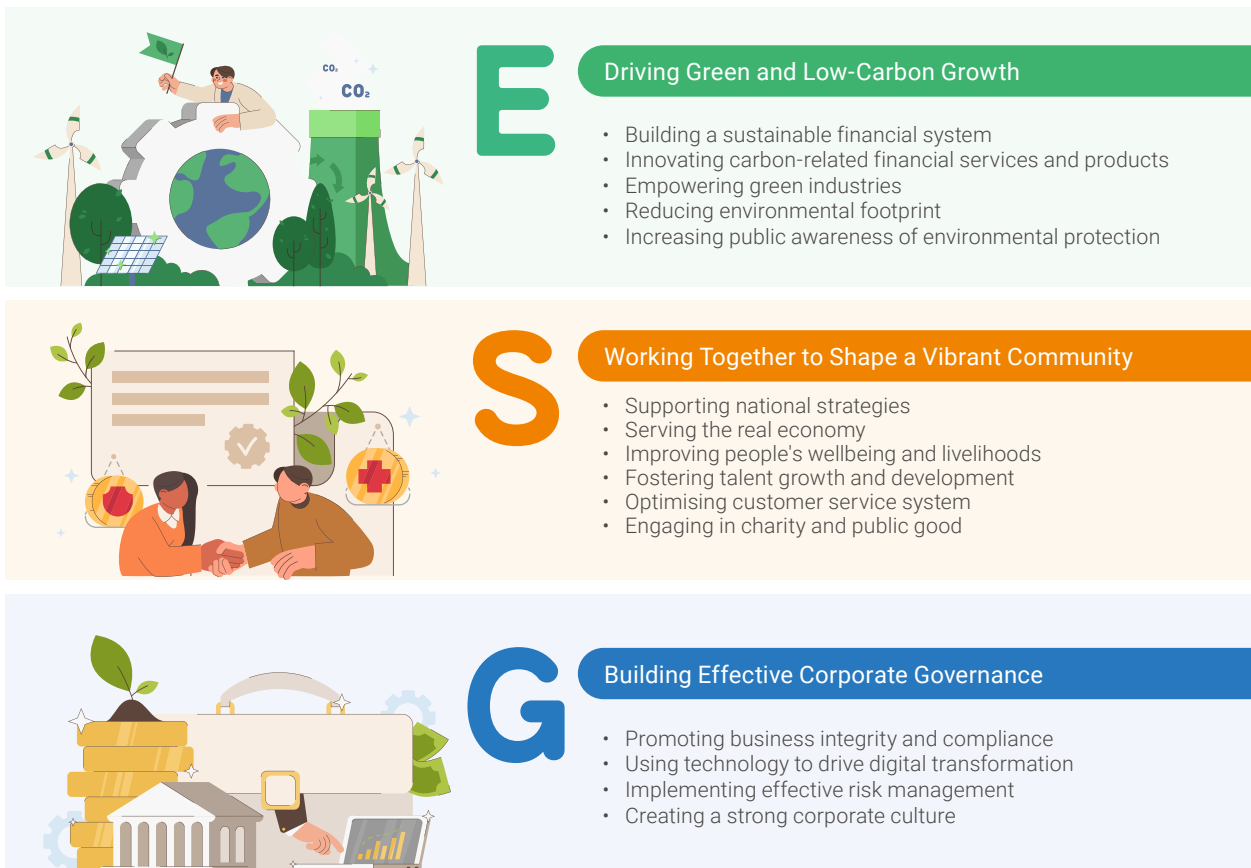 CO₂
CO₂
E
Driving Green and Low-Carbon Growth
• Building a sustainable financial system
• Innovating carbon-related financial services and products
• Empowering green industries
• Reducing environmental footprint
• Increasing public awareness of environmental protection
S
Working Together to Shape a Vibrant Community
• Supporting national strategies
• Serving the real economy
• Improving people's wellbeing and livelihoods
• Fostering talent growth and development
• Optimising customer service system
• Engaging in charity and public good
G
Building Effective Corporate Governance
• Promoting business integrity and compliance
• Using technology to drive digital transformation
• Implementing effective risk management
• Creating a strong corporate culture